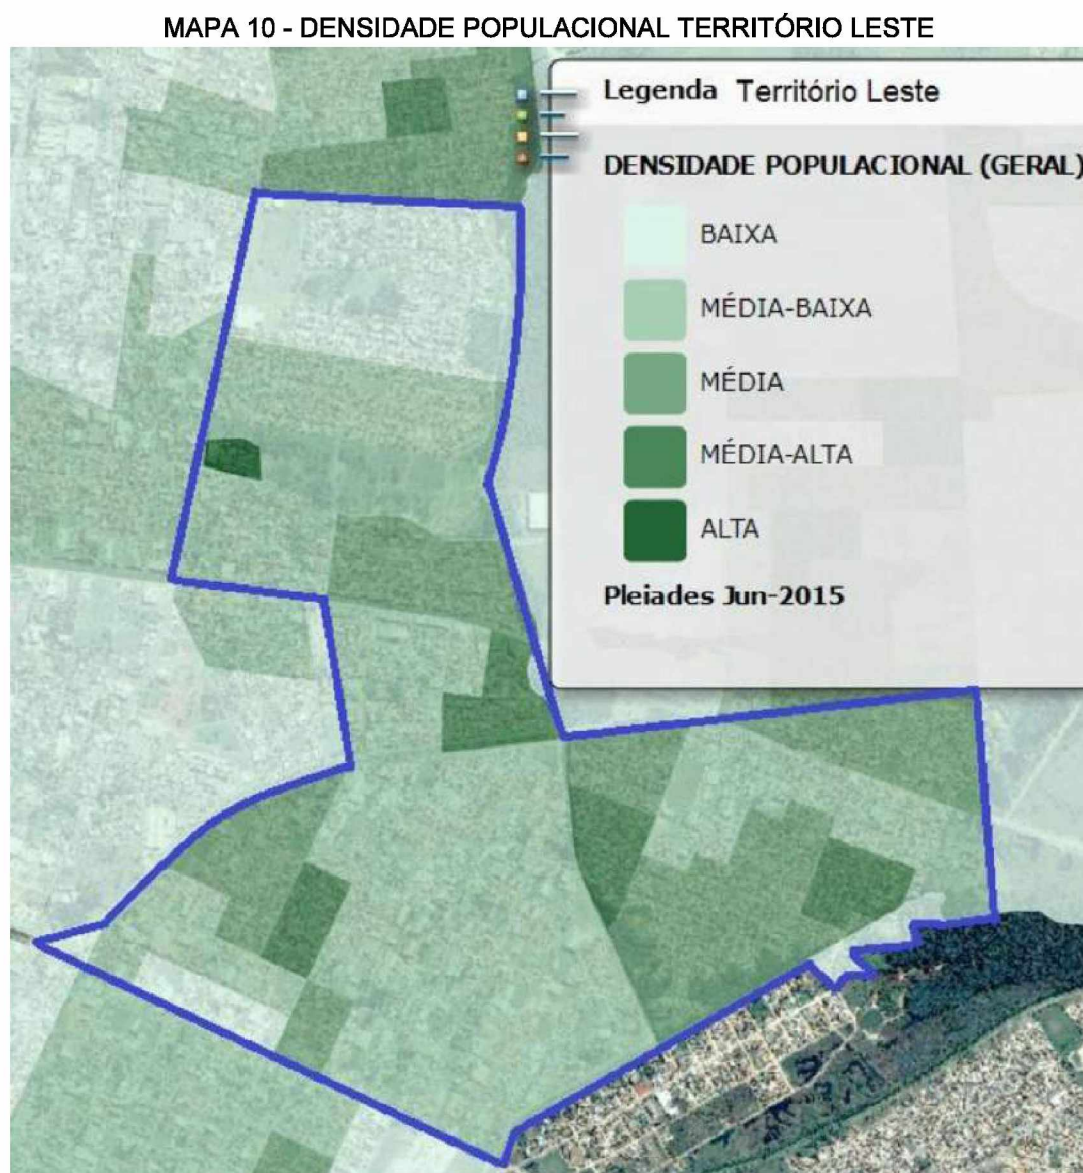 MAPA 10 - DENSIDADE POPULACIONAL TERRITÓRIO LESTE
Legenda Território Leste
DENSIDADE POPULACIONAL (GERAL)
BAIXA
MÉDIA-BAIXA
MÉDIA
MÉDIA-ALTA
ALTA
Pleiades Jun-2015